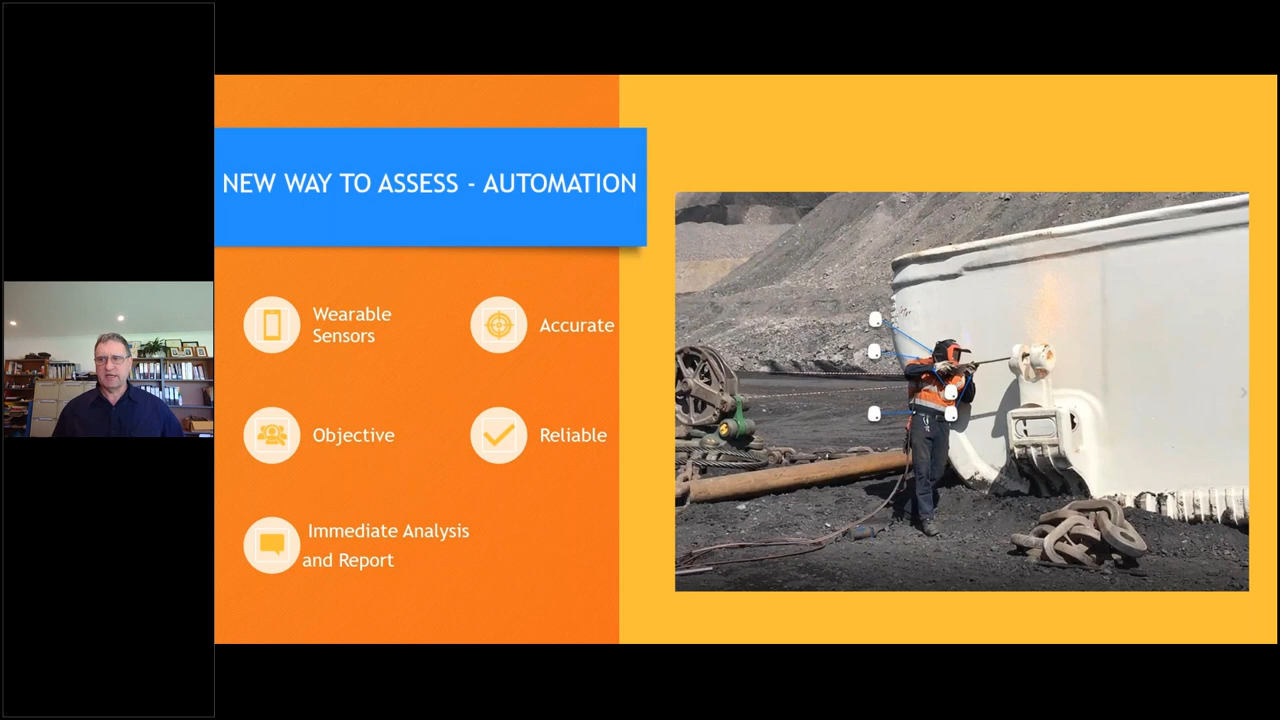 NEW WAY TO ASSESS - AUTOMATION
Wearable
Sensors
Accurate
Objective
Reliable
Immediate Analysis
and Report